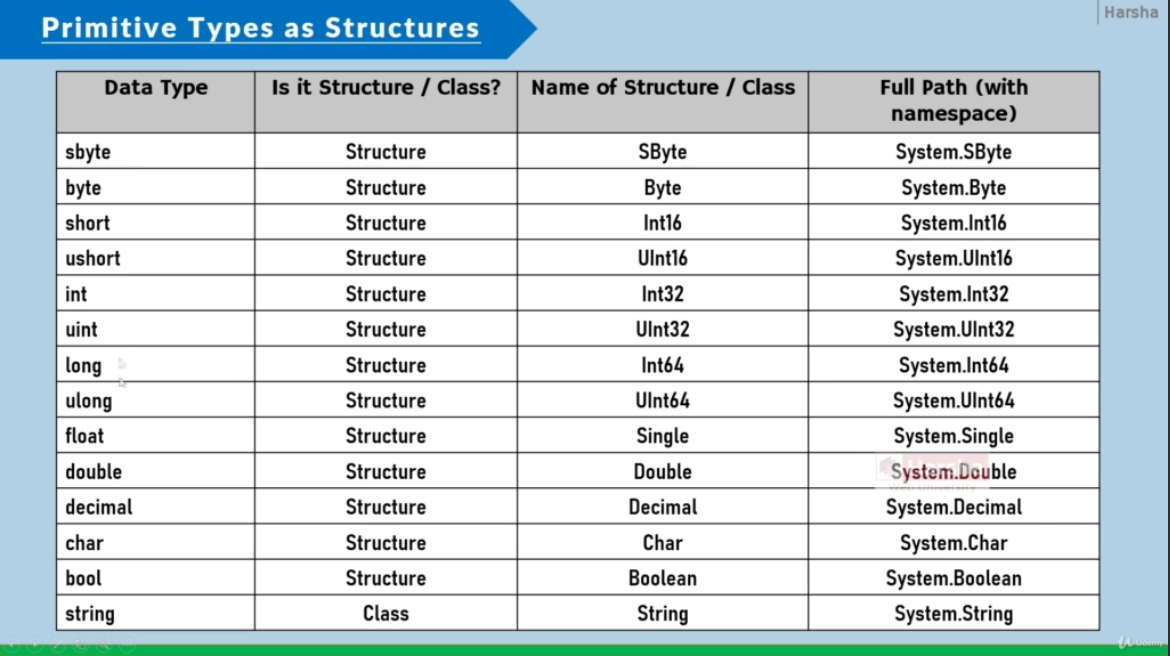 Primitive Types as Structures
Harsha
Data Type Is it Structure / Class? Name of Structure / Class Full Path (with
namespace)
sbyte Structure SByte System.SByte
byte Structure Byte System.Byte
short Structure Int16 System.Int16
ushort Structure UInt16 System.UInt16
int Structure Int32 System.Int32
uint Structure UInt32 System.UInt32
long Structure Int64 System.Int64
ulong Structure UInt64 System.UInt64
float Structure Single System.Single
double Structure Double System.Double
Web University
decimal Structure Decimal System.Decimal
char Structure Char System.Char
bool Structure Boolean System.Boolean
string Class String System.String
Udemy